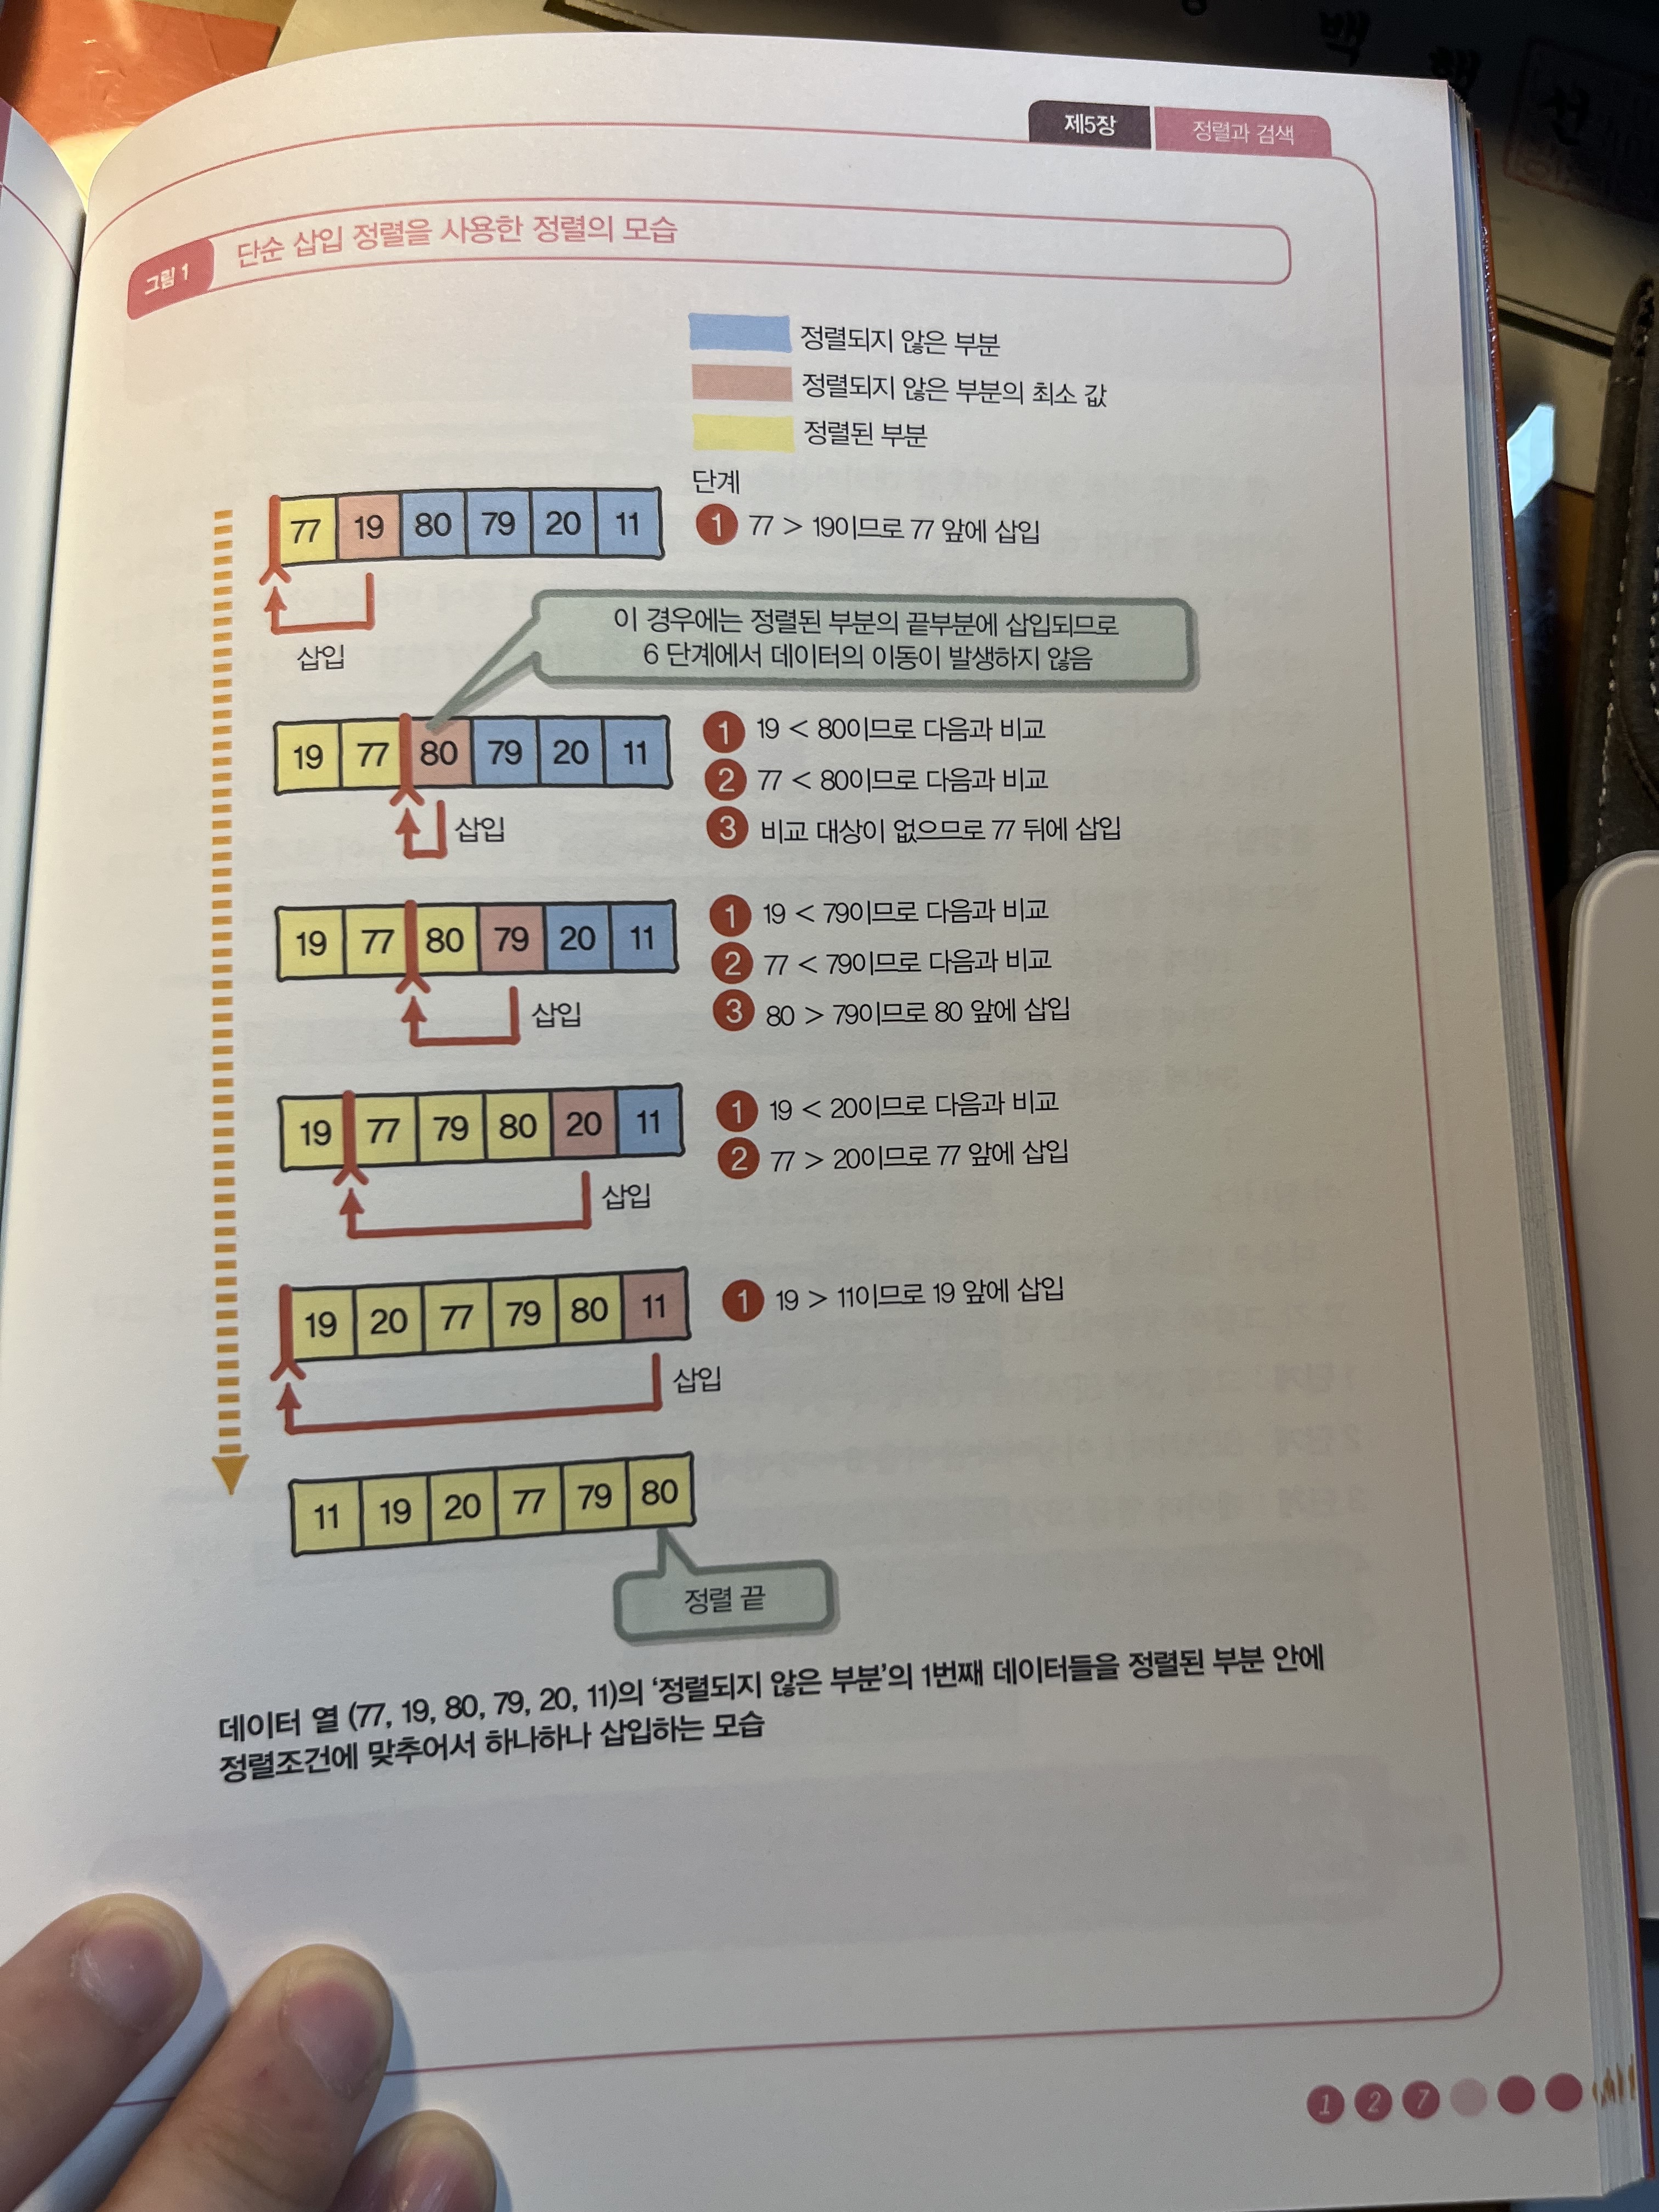 백
행
선
제5장 정렬과 검색
그림 1 단순 삽입 정렬을 사용한 정렬의 모습
정렬되지 않은 부분
정렬되지 않은 부분의 최소 값
정렬된 부분
단계
77 19 80 79 20 11
1 77 > 19이므로 77 앞에 삽입
삽입
이 경우에는 정렬된 부분의 끝부분에 삽입되므로
6 단계에서 데이터의 이동이 발생하지 않음
19 77 80 79 20 11
1 19 < 80이므로 다음과 비교
2 77 < 80이므로 다음과 비교
3 비교 대상이 없으므로 77 뒤에 삽입
삽입
19 77 80 79 20 11
1 19 < 79이므로 다음과 비교
2 77 < 79이므로 다음과 비교
3 80 > 79이므로 80 앞에 삽입
삽입
19 77 79 80 20 11
1 19 < 20이므로 다음과 비교
2 77 > 20이므로 77 앞에 삽입
삽입
19 20 77 79 80 11
1 19 > 11이므로 19 앞에 삽입
삽입
11 19 20 77 79 80
정렬 끝
데이터 열 (77, 19, 80, 79, 20, 11)의 ‘정렬되지 않은 부분’의 1번째 데이터들을 정렬된 부분 안에
정렬조건에 맞추어서 하나하나 삽입하는 모습
1 2 7